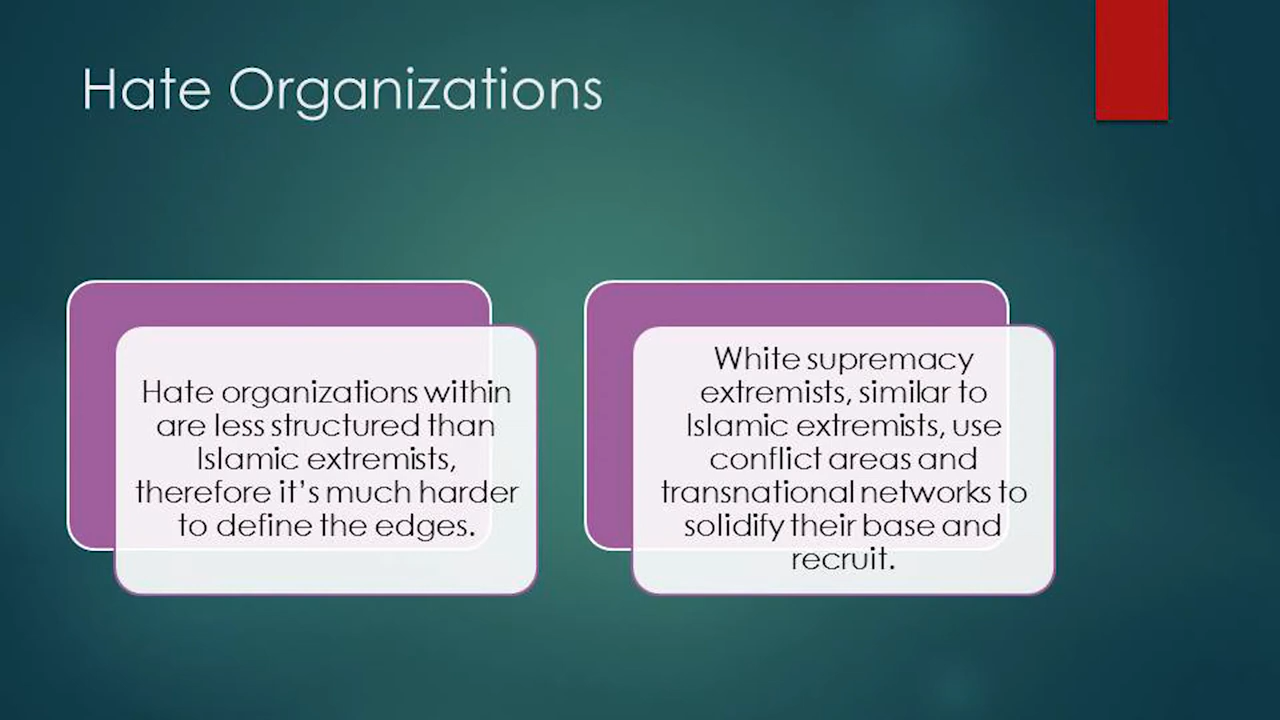 Hate Organizations
Hate organizations within
are less structured than
Islamic extremists,
therefore it's much harder
to define the edges.
White supremacy
extremists, similar to
Islamic extremists, use
conflict areas and
transnational networks to
solidify their base and
recruit.